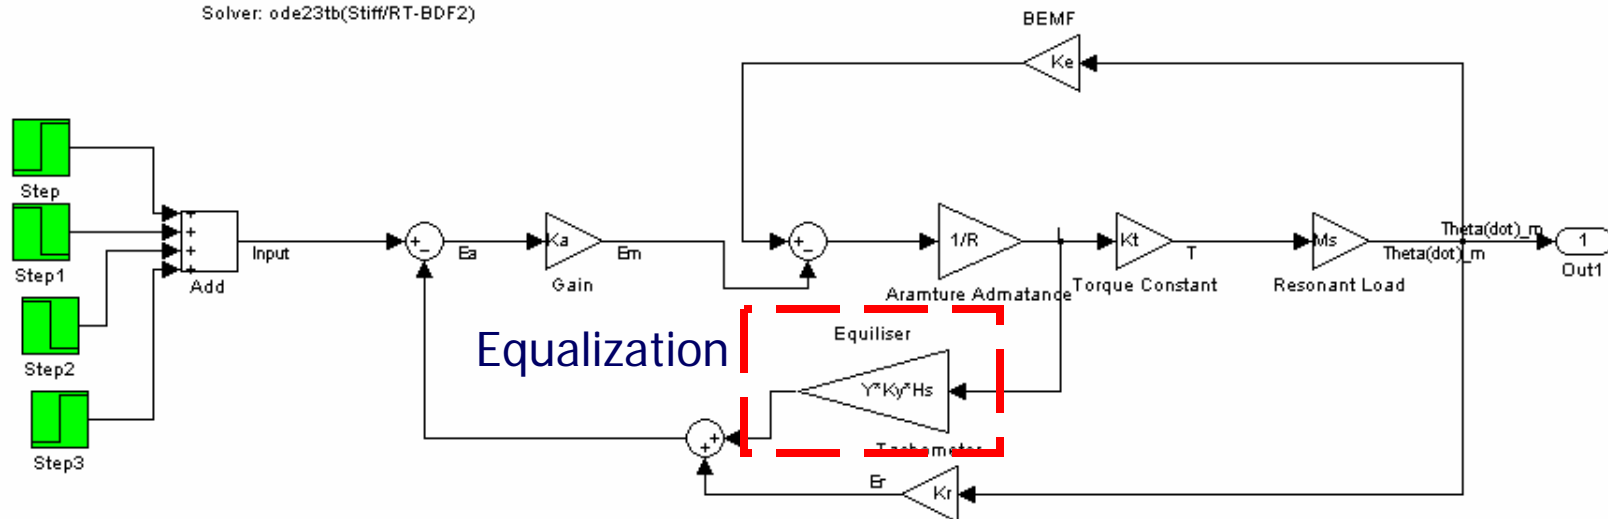 Solver: ode23tb(Stiff/RT-BDF2)
BEMF
Ke
Step
Step1
Step2
Step3
+
+
+
+
Add
Input
+
−
Ea
Ka
Gain
Em
+
−
1/R
Aramture Admatance
I
Kt
Torque Constant
T
Ms
Resonant Load
Theta(dot)_m
Theta(dot)_m
1
Out1
Equalization
Equiliser
Y*Ky*Hs
Tachometer
+
+
Er
Kr